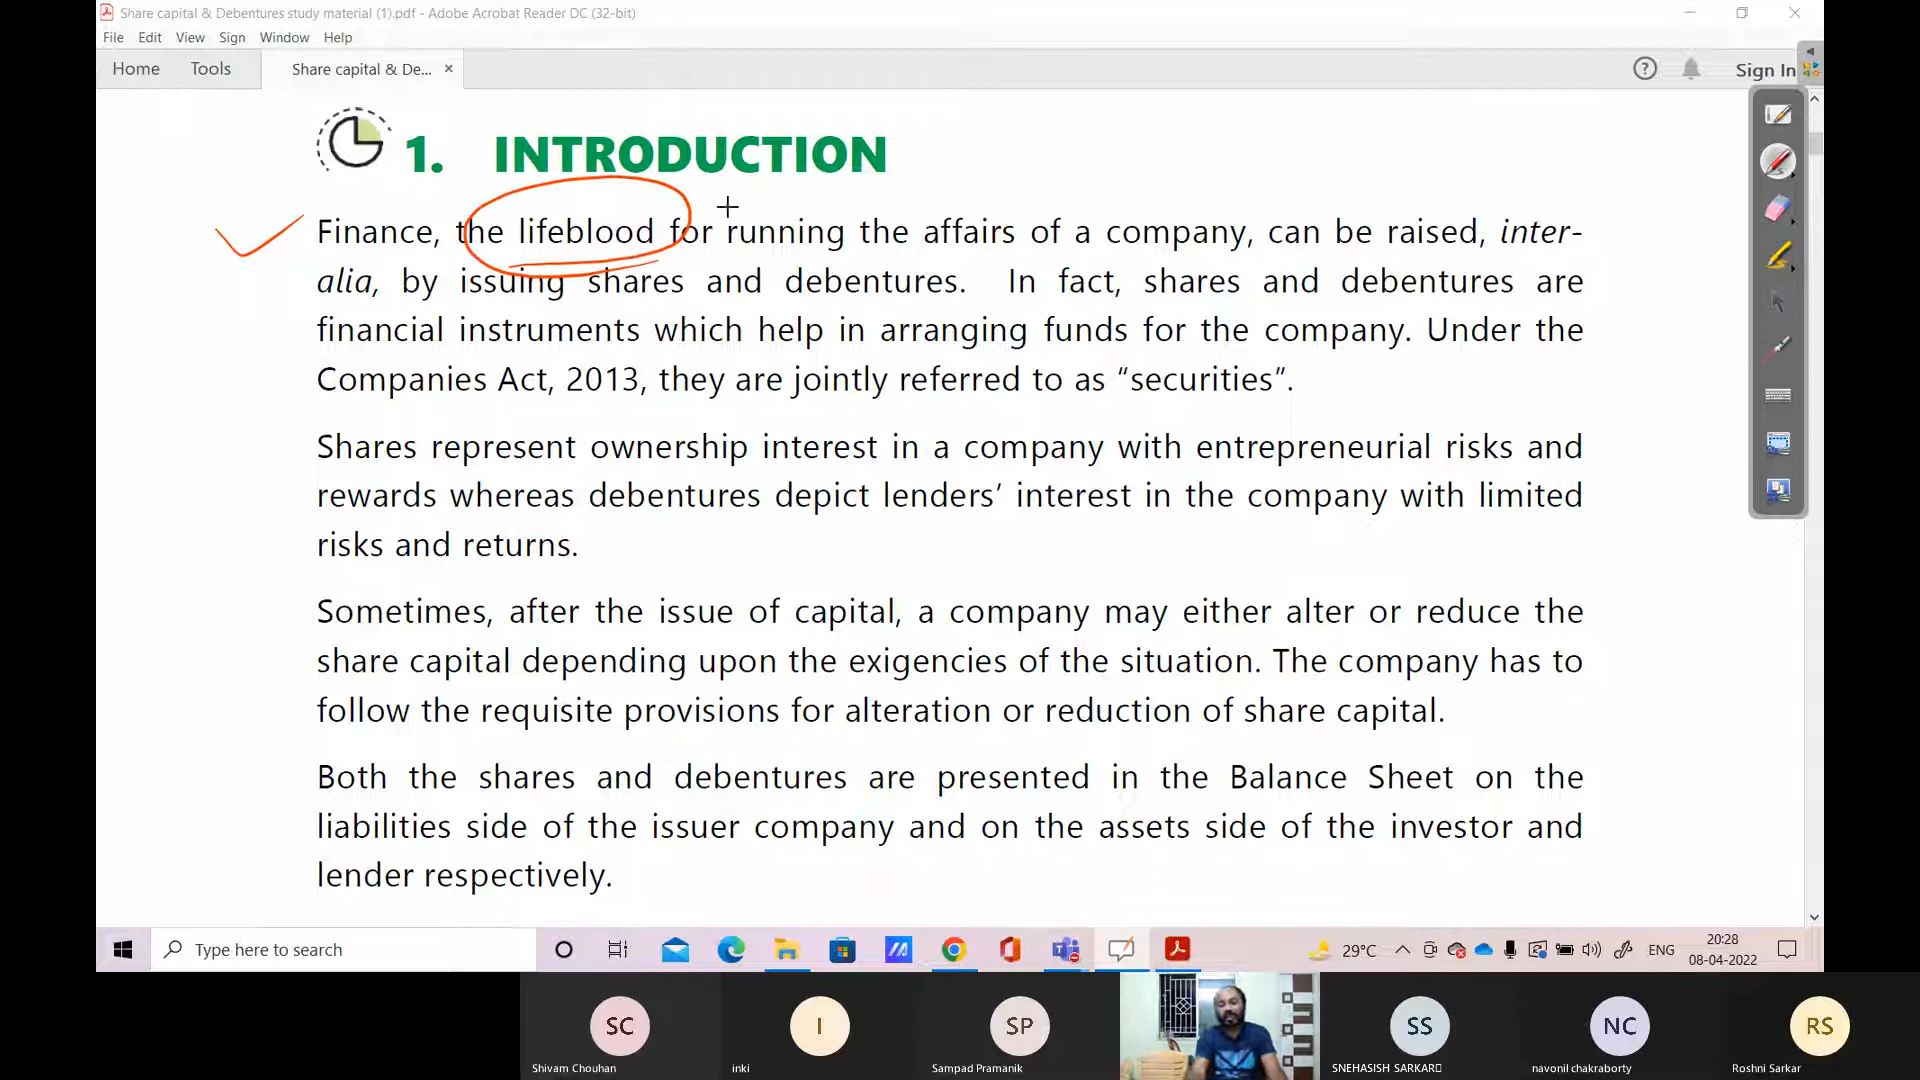 Share capital & Debentures study material (1).pdf - Adobe Acrobat Reader DC (32-bit)
File Edit View Sign Window Help
Home Tools Share capital & De... × Sign In
1. INTRODUCTION
Finance, the lifeblood for running the affairs of a company, can be raised, inter-
alia, by issuing shares and debentures. In fact, shares and debentures are
financial instruments which help in arranging funds for the company. Under the
Companies Act, 2013, they are jointly referred to as “securities”.
Shares represent ownership interest in a company with entrepreneurial risks and
rewards whereas debentures depict lenders’ interest in the company with limited
risks and returns.
Sometimes, after the issue of capital, a company may either alter or reduce the
share capital depending upon the exigencies of the situation. The company has to
follow the requisite provisions for alteration or reduction of share capital.
Both the shares and debentures are presented in the Balance Sheet on the
liabilities side of the issuer company and on the assets side of the investor and
lender respectively.
Type here to search 29°C ENG 20:28
08-04-2022
SC I SP SS NC RS
Shivam Chouhan inki Sampad Pramanik SNEHASISH SARKAR navonil chakraborty Roshni Sarkar